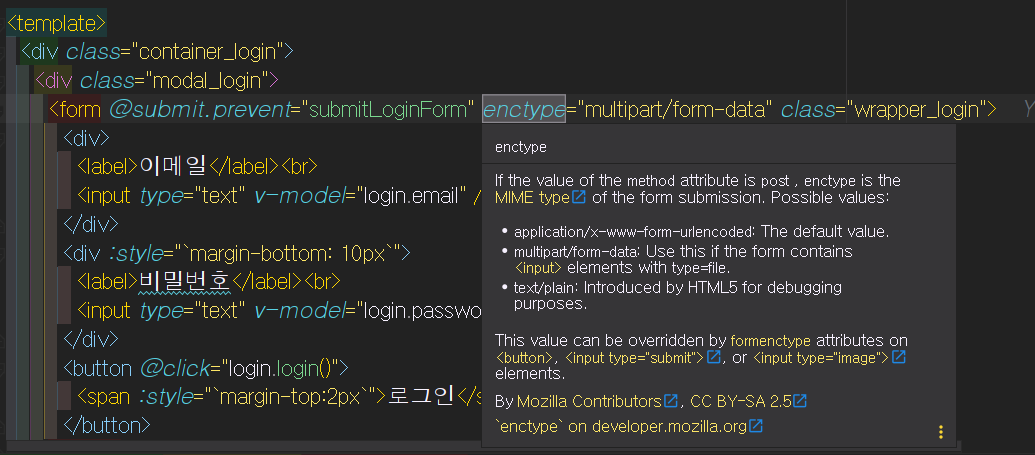 <template>
<div class="container_login">
<div class="modal_login">
<form @submit.prevent="submitLoginForm" enctype="multipart/form-data" class="wrapper_login"> Y
<div>
<label>이메일</label><br>
<input type="text" v-model="login.email" /
</div>
<div :style="`margin-bottom: 10px`">
<label>비밀번호</label><br>
<input type="text" v-model="login.passwo
</div>
<button @click="login.login()">
<span :style="`margin-top:2px`">로그인</s
</button>
enctype
If the value of the method attribute is post , enctype is the
MIME type of the form submission. Possible values:
• application/x-www-form-urlencoded: The default value.
• multipart/form-data: Use this if the form contains
<input> elements with type=file.
• text/plain: Introduced by HTML5 for debugging
purposes.
This value can be overridden by formenctype attributes on
<button>, <input type="submit">, or <input type="image">
elements.
By Mozilla Contributors, CC BY-SA 2.5
`enctype` on developer.mozilla.org